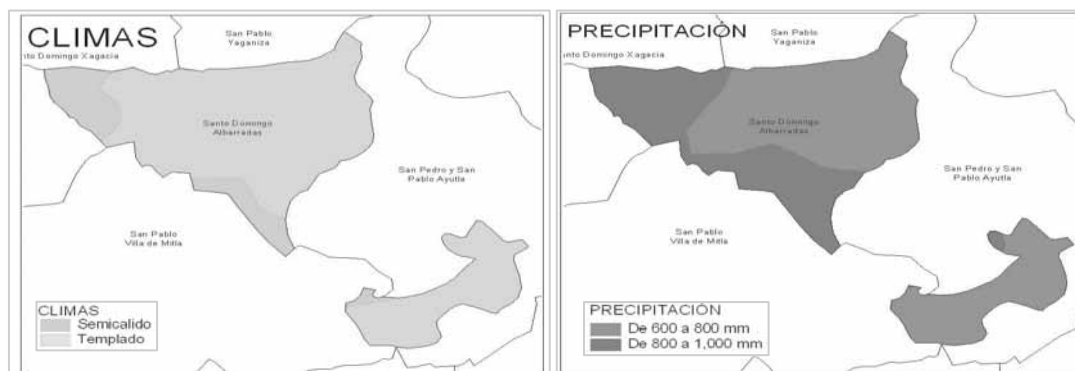 CLIMAS
San Pablo
Yaganiza
nto Domingo Xagacia
Santo Domingo
Albarradas
San Pedro y San
Pablo Ayutla
San Pablo
Villa de Mitla
CLIMAS
Semicalido
Templado
PRECIPITACIÓN
San Pablo
Yaganiza
nto Domingo Xagacia
Santo Domingo
Albarradas
San Pedro y San
Pablo Ayutla
San Pablo
Villa de Mitla
PRECIPITACIÓN
De 600 a 800 mm
De 800 a 1,000 mm